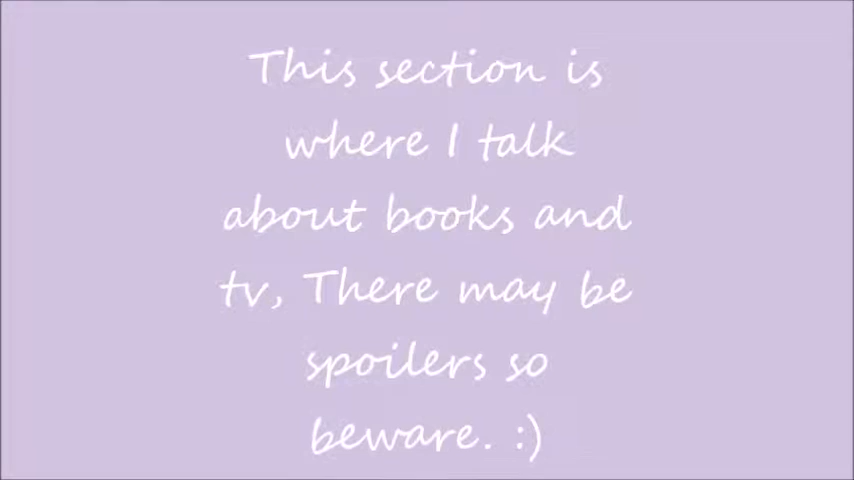 This section is
where I talk
about books and
tv, There may be
spoilers so
beware. :)